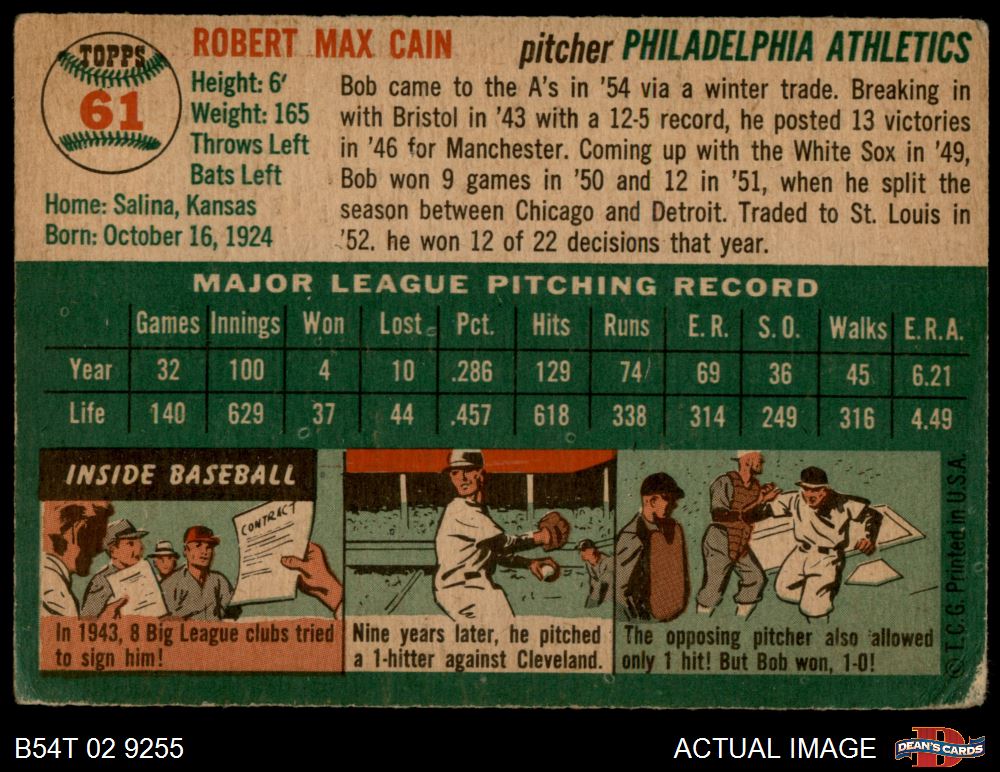 TOPPS
61
ROBERT MAX CAIN
pitcher PHILADELPHIA ATHLETICS
Height: 6'
Weight: 165
Throws Left
Bats Left
Home: Salina, Kansas
Born: October 16, 1924
Bob came to the A's in '54 via a winter trade. Breaking in
with Bristol in '43 with a 12-5 record, he posted 13 victories
in '46 for Manchester. Coming up with the White Sox in '49,
Bob won 9 games in '50 and 12 in '51, when he split the
season between Chicago and Detroit. Traded to St. Louis in
'52. he won 12 of 22 decisions that year.
MAJOR LEAGUE PITCHING RECORD
Games Innings Won Lost Pct. Hits Runs E.R. S.O. Walks E.R.A.
Year 32 100 4 10 .286 129 74 69 36 45 6.21
Life 140 629 37 44 .457 618 338 314 249 316 4.49
INSIDE BASEBALL
CONTRACT
In 1943, 8 Big League clubs tried
to sign him!
Nine years later, he pitched
a 1-hitter against Cleveland.
The opposing pitcher also allowed
only 1 hit! But Bob won, 1-0!
© T.C.G. Printed in U.S.A.
B54T 02 9255
ACTUAL IMAGE
D
DEAN'S CARDS